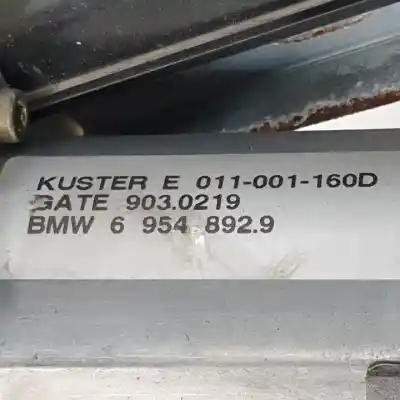 KUSTER E 011-001-160D
GATE 903.0219
BMW 6 954 892.9